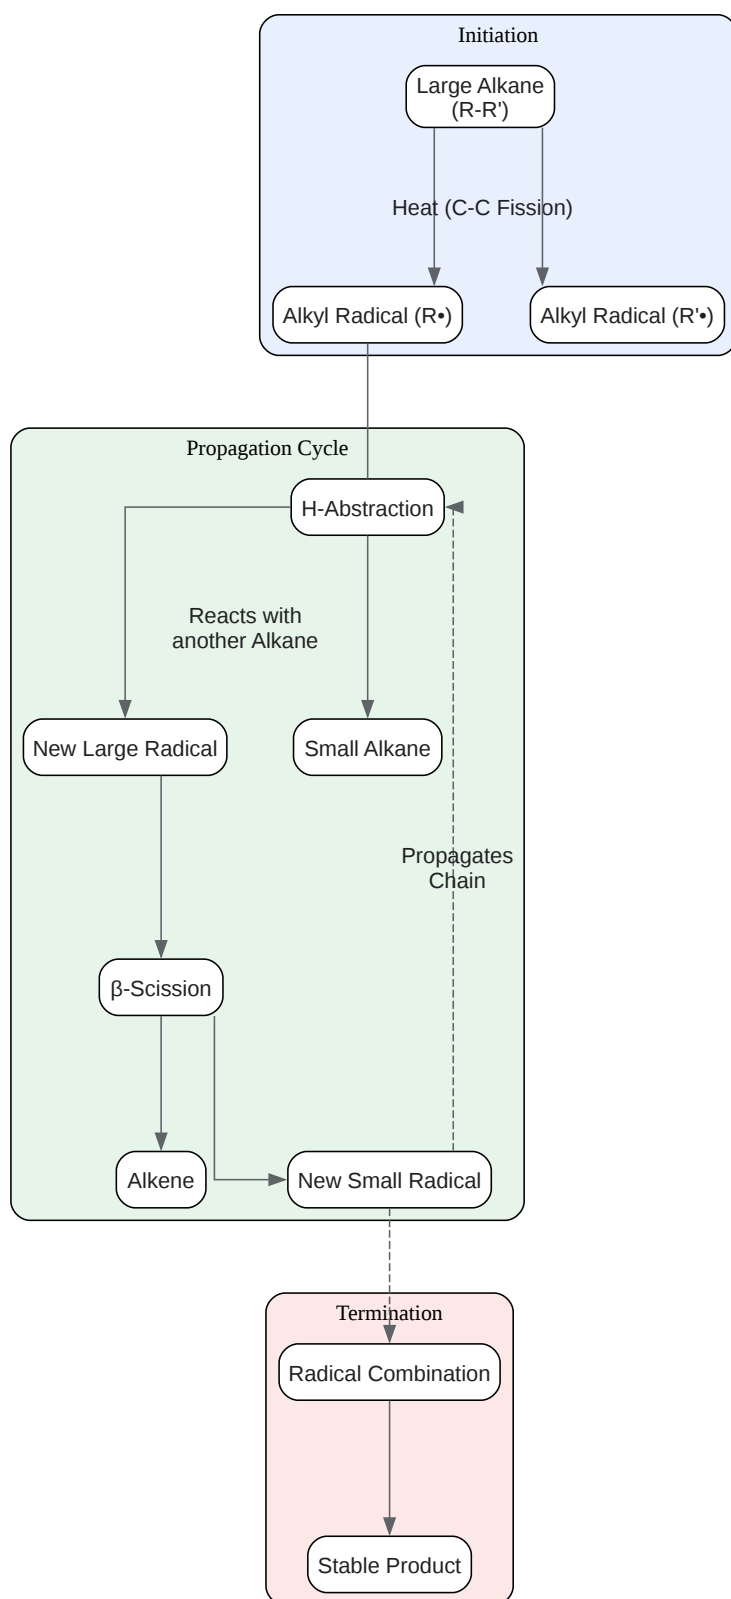 Initiation
Large Alkane
(R-R')
Heat (C-C Fission)
Alkyl Radical (R•)
Alkyl Radical (R'•)
Propagation Cycle
H-Abstraction
Reacts with
another Alkane
New Large Radical
Small Alkane
Propagates
Chain
β-Scission
Alkene
New Small Radical
Termination
Radical Combination
Stable Product